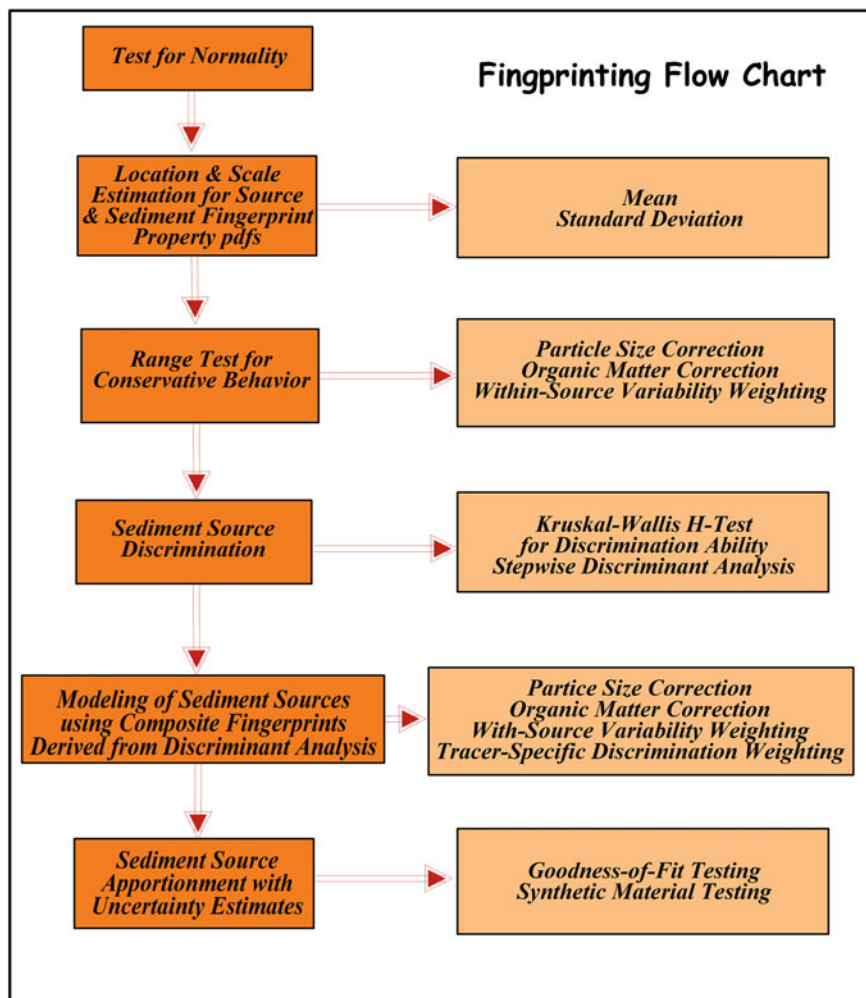 Test for Normality
Fingprinting Flow Chart
Location & Scale
Estimation for Source
& Sediment Fingerprint
Property pdfs
Mean
Standard Deviation
Range Test for
Conservative Behavior
Particle Size Correction
Organic Matter Correction
Within-Source Variability Weighting
Sediment Source
Discrimination
Kruskal-Wallis H-Test
for Discrimination Ability
Stepwise Discriminant Analysis
Modeling of Sediment Sources
using Composite Fingerprints
Derived from Discriminant Analysis
Partice Size Correction
Organic Matter Correction
With-Source Variability Weighting
Tracer-Specific Discrimination Weighting
Sediment Source
Apportionment with
Uncertainty Estimates
Goodness-of-Fit Testing
Synthetic Material Testing